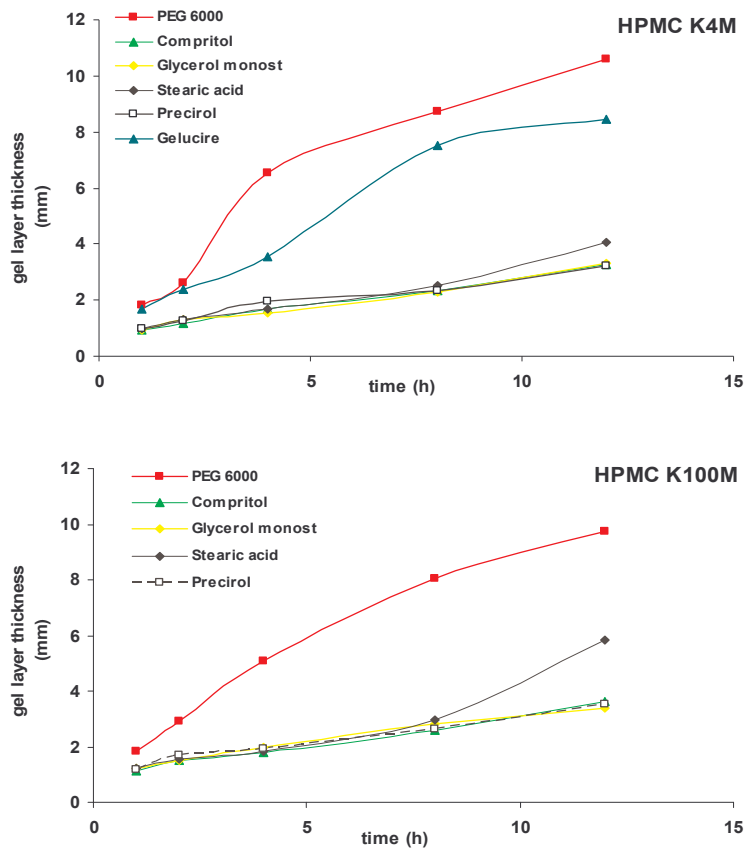 HPMC K4M
PEG 6000
Compritol
Glycerol monost
Stearic acid
Precirol
Gelucire
gel layer thickness
(mm)
12
10
8
6
4
2
0
0
5
10
15
time (h)
HPMC K100M
PEG 6000
Compritol
Glycerol monost
Stearic acid
Precirol
gel layer thickness
(mm)
12
10
8
6
4
2
0
0
5
10
15
time (h)